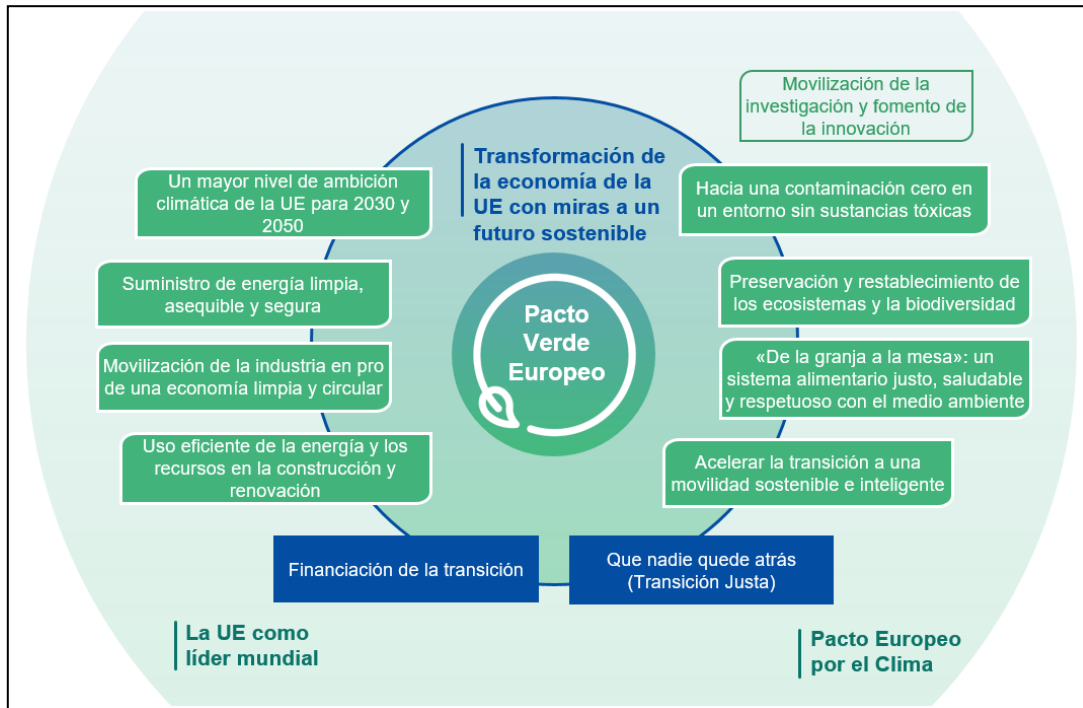 Movilización de la
investigación y fomento de
la innovación
Transformación de
la economía de la
UE con miras a un
futuro sostenible
Un mayor nivel de ambición
climática de la UE para 2030 y
2050
Hacia una contaminación cero en
un entorno sin sustancias tóxicas
Suministro de energía limpia,
asequible y segura
Preservación y restablecimiento de
los ecosistemas y la biodiversidad
Pacto
Verde
Europeo
Movilización de la industria en pro
de una economía limpia y circular
«De la granja a la mesa»: un
sistema alimentario justo, saludable
y respetuoso con el medio ambiente
Uso eficiente de la energía y los
recursos en la construcción y
renovación
Acelerar la transición a una
movilidad sostenible e inteligente
Financiación de la transición
Que nadie quede atrás
(Transición Justa)
La UE como
líder mundial
Pacto Europeo
por el Clima